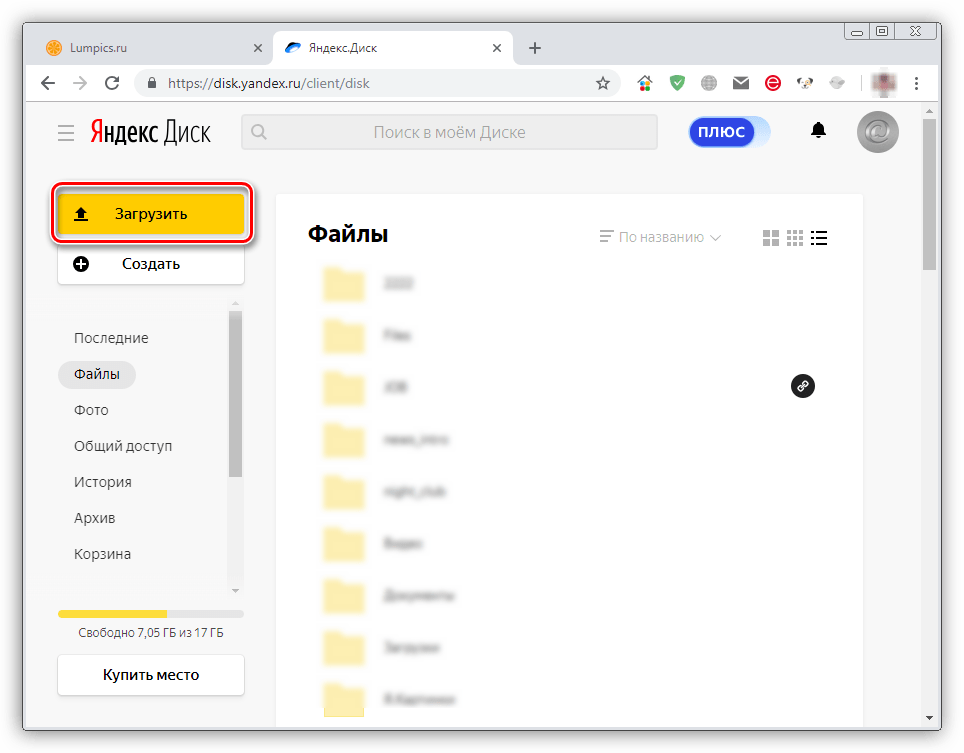 Lumpics.ru
Яндекс.Диск
https://disk.yandex.ru/client/disk
Яндекс Диск
Поиск в моём Диске
ПЛЮС
Загрузить
Создать
Файлы
По названию
2222
Files
JOB
news_intro
night_club
Видео
Документы
Загрузки
Последние
Файлы
Фото
Общий доступ
История
Архив
Корзина
Свободно 7,05 ГБ из 17 ГБ
Купить место